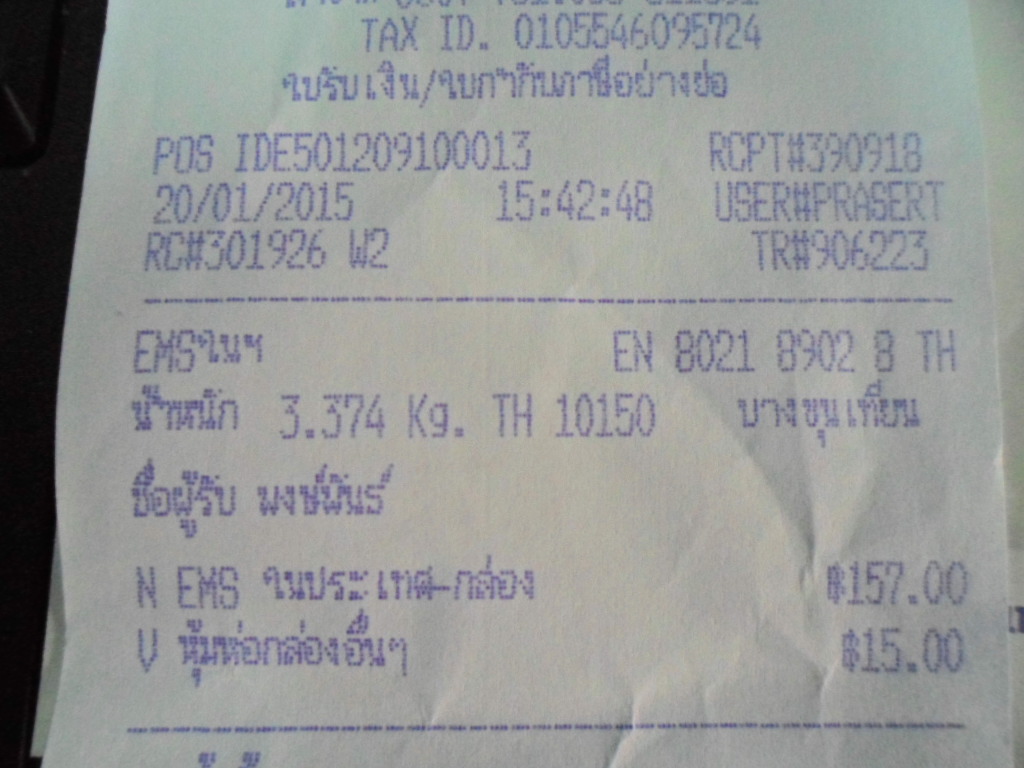 TAX ID. 0105546095724
ใบรับเงิน/ใบกำกับภาษีอย่างย่อ
POS IDE501209100013 RCPT#390918
20/01/2015 15:42:48 USER#PRASERT
RC#301926 W2 TR#906223
EMSในฯ EN 8021 8902 8 TH
น้ำหนัก 3.374 Kg. TH 10150 บางขุนเทียน
ชื่อผู้รับ พงษ์พันธ์
N EMS ในประเทศ-กล่อง ฿157.00
V หุ้มห่อกล่องอื่นๆ ฿15.00